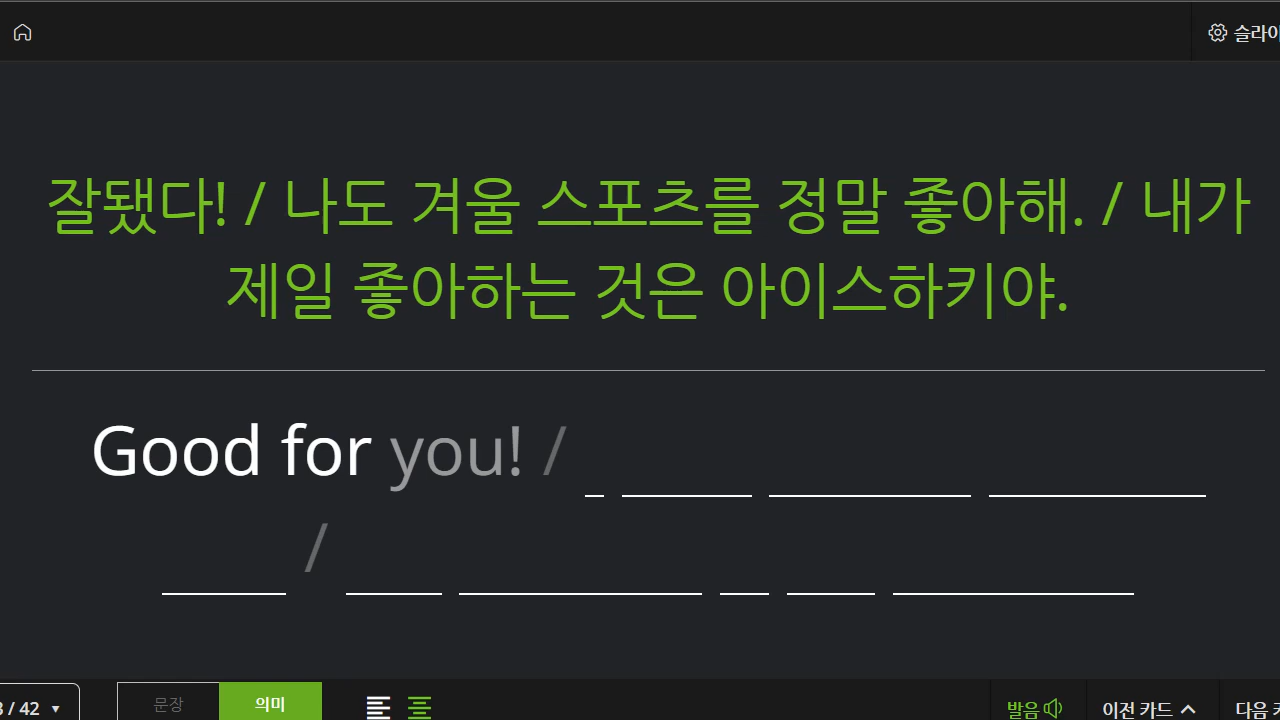 슬라이
잘됐다! / 나도 겨울 스포츠를 정말 좋아해. / 내가
제일 좋아하는 것은 아이스하키야.
Good for you! /
/
/ 42
문장 의미
발음 이전 카드 다음